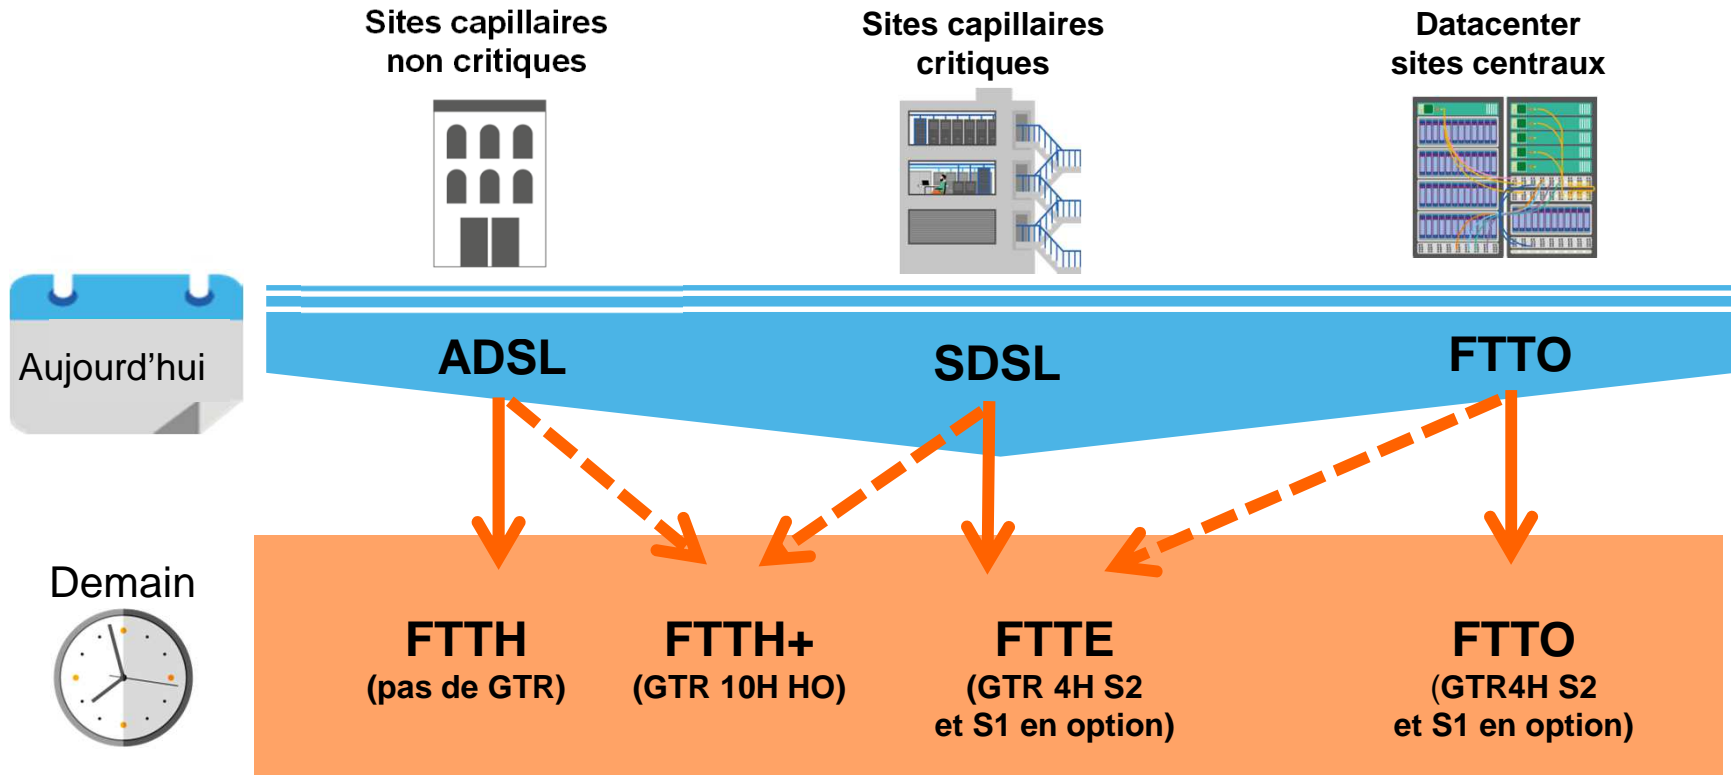 Sites capillaires
non critiques
Sites capillaires
critiques
Datacenter
sites centraux
Aujourd'hui
ADSL
SDSL
FTTO
Demain
FTTH
(pas de GTR)
FTTH+
(GTR 10H HO)
FTTE
(GTR 4H S2
et S1 en option)
FTTO
(GTR4H S2
et S1 en option)